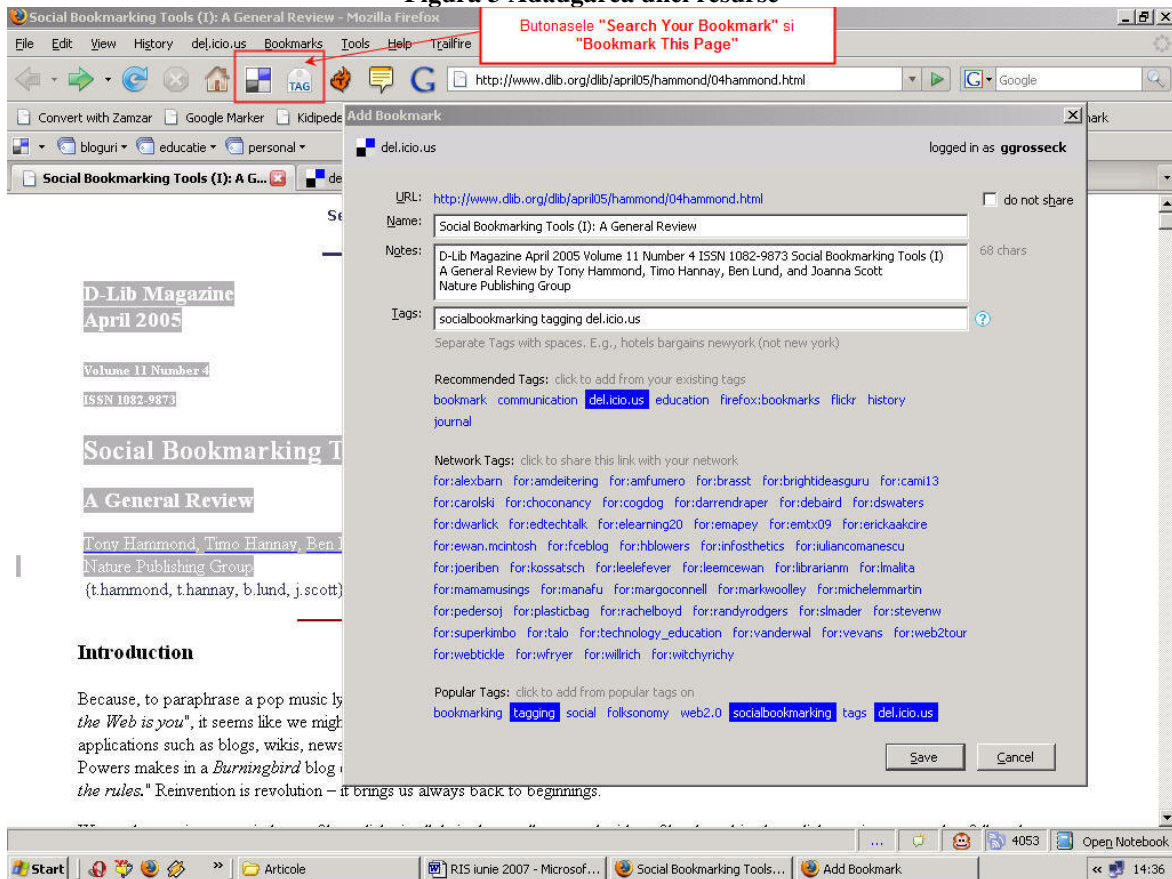 Figura 5 Adaugarea unei resurse
Social Bookmarking Tools (I): A General Review - Mozilla Firefox
Butonasele "Search Your Bookmark" si
"Bookmark This Page"
File Edit View History del.icio.us Bookmarks Tools Help Trailfire
TAG
http://www.dlib.org/dlib/april05/hammond/04hammond.html
Google
Convert with Zamzar Google Marker Kidipede
bloguri educatie personal
Social Bookmarking Tools (I): A G... de
Add Bookmark
del.icio.us
logged in as ggrosseck
URL: http://www.dlib.org/dlib/april05/hammond/04hammond.html
do not share
Name: Social Bookmarking Tools (I): A General Review
Notes: D-Lib Magazine April 2005 Volume 11 Number 4 ISSN 1082-9873 Social Bookmarking Tools (I)
A General Review by Tony Hammond, Timo Hannay, Ben Lund, and Joanna Scott
Nature Publishing Group
68 chars
Tags: socialbookmarking tagging del.icio.us
Separate Tags with spaces. E.g., hotels bargains newyork (not new york)
Recommended Tags: click to add from your existing tags
bookmark communication del.icio.us education firefox:bookmarks flickr history
journal
Network Tags: click to share this link with your network
for:alexbarn for:amdeitering for:amfumero for:brasst for:brightideasguru for:cami13
for:carolski for:choconancy for:cogdog for:darrendraper for:debaird for:dswaters
for:dwarlick for:edtechtalk for:elearning20 for:emapey for:emtx09 for:erickaakcire
for:ewan.mcintosh for:fceblog for:hblowers for:infosthetics for:iuliancomanescu
for:joeriben for:kossatsch for:leelefever for:leemcewan for:librarianm for:lmalita
for:mamamusings for:manafu for:margoconnell for:markwoolley for:michelemmartin
for:pedersoj for:plasticbag for:rachelboyd for:randyrodgers for:slmader for:stevenw
for:superkimbo for:talo for:technology_education for:vanderwal for:vevans for:web2tour
for:webtickle for:wfryer for:willrich for:witchyrichy
Popular Tags: click to add from popular tags on
bookmarking tagging social folksonomy web2.0 socialbookmarking tags del.icio.us
Save Cancel
D-Lib Magazine
April 2005
Volume 11 Number 4
ISSN 1082-9873
Social Bookmarking T
A General Review
Tony Hammond, Timo Hannay, Ben
Nature Publishing Group
{t.hammond, t.hannay, b.lund, j.scott}
Introduction
Because, to paraphrase a pop music ly
the Web is you", it seems like we migh
applications such as blogs, wikis, news
Powers makes in a Burningbird blog
the rules." Reinvention is revolution – it brings us always back to beginnings.
... 4053 Open Notebook
Start » Articole RIS iunie 2007 - Microsof... Social Bookmarking Tools... Add Bookmark « 14:36